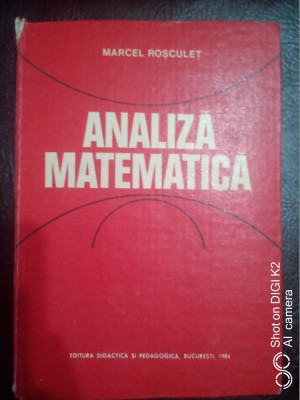 MARCEL ROȘCULEȚ
ANALIZĂ
MATEMATICĂ
EDITURA DIDACTICĂ ȘI PEDAGOGICĂ, BUCUREȘTI, 1984
Shot on DIGI K2
AI camera